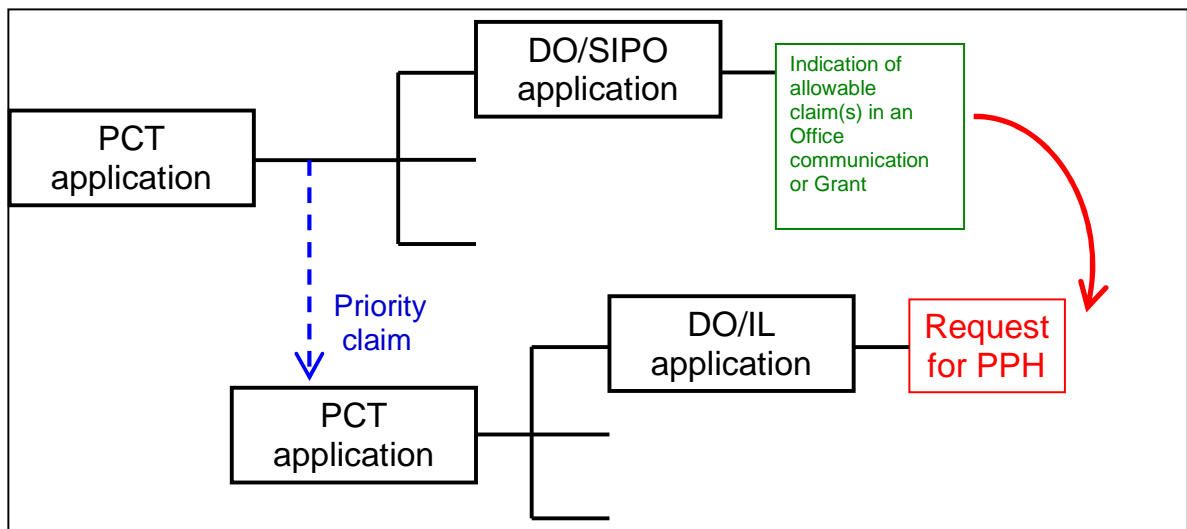 DO/SIPO
application
Indication of
allowable
claim(s) in an
Office
communication
or Grant
PCT
application
Priority
claim
DO/IL
application
Request
for PPH
PCT
application